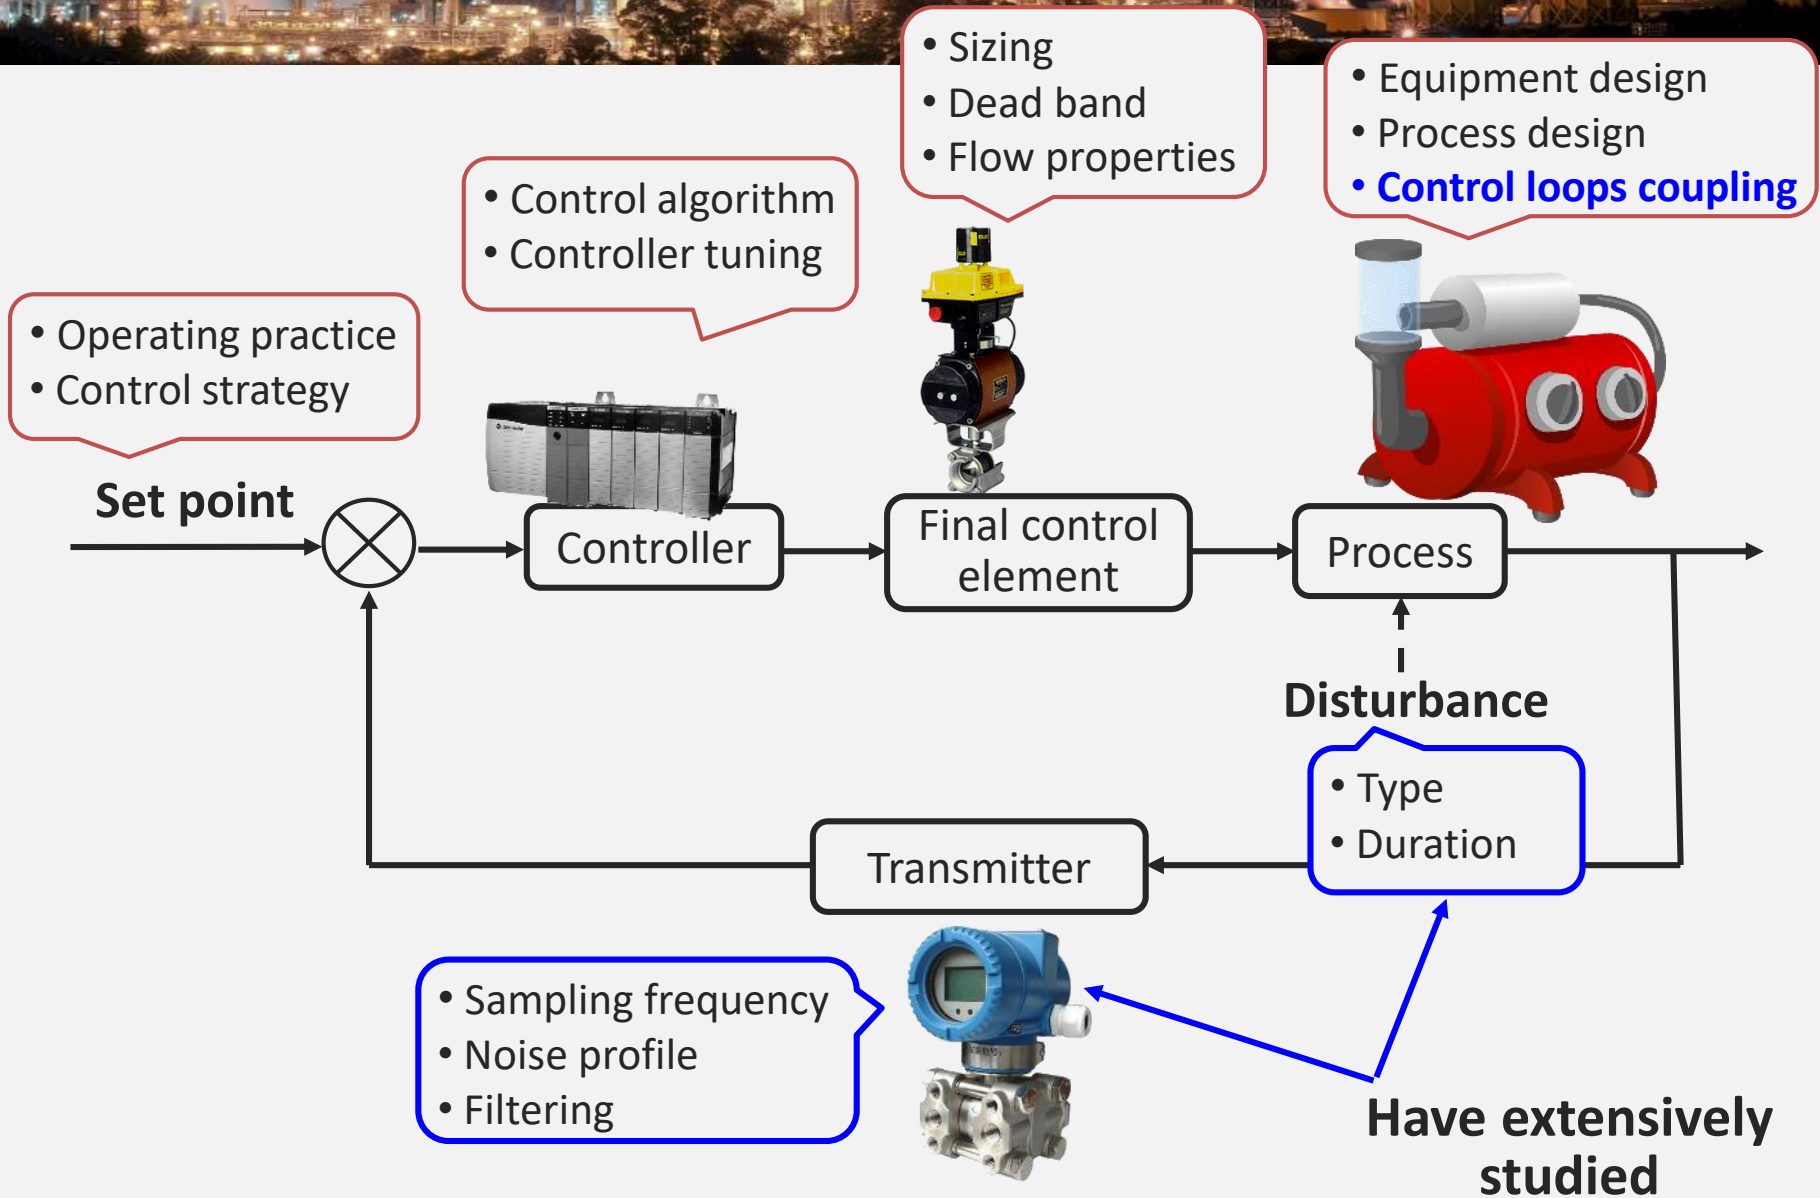 • Sizing
• Dead band
• Flow properties
• Equipment design
• Process design
• Control loops coupling
• Control algorithm
• Controller tuning
• Operating practice
• Control strategy
Set point
Controller
Final control
element
Process
Disturbance
• Type
• Duration
Transmitter
• Sampling frequency
• Noise profile
• Filtering
Have extensively
studied